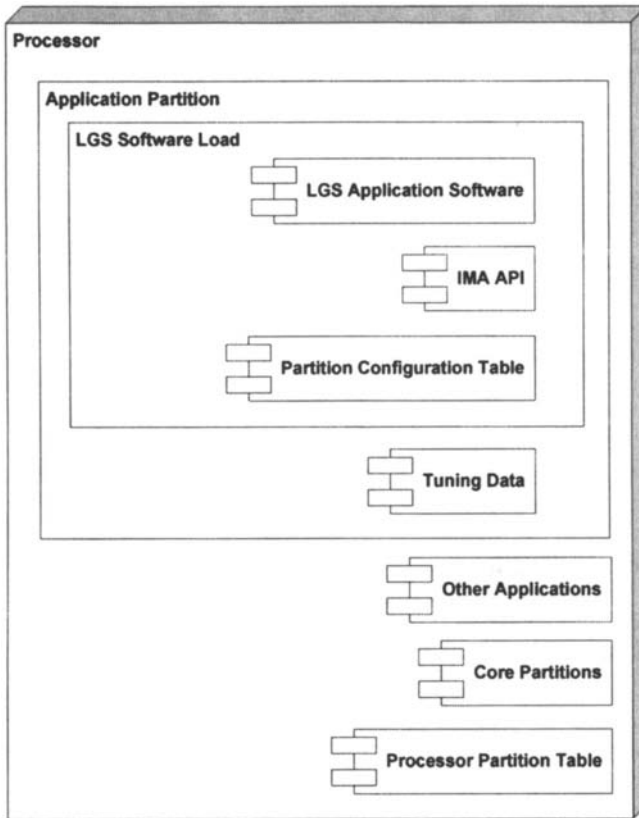 Processor
Application Partition
LGS Software Load
LGS Application Software
IMA API
Partition Configuration Table
Tuning Data
Other Applications
Core Partitions
Processor Partition Table